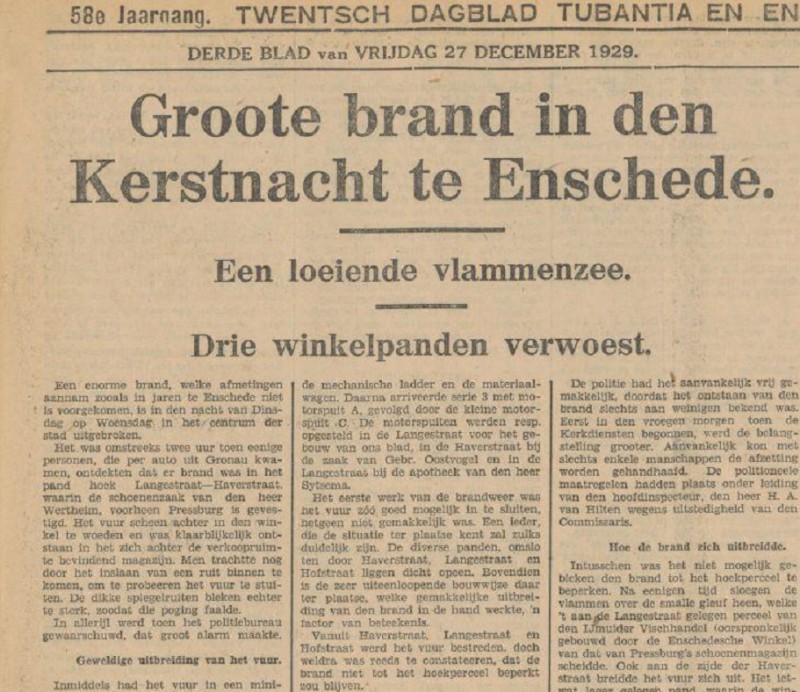 58e Jaargang. TWENTSCH DAGBLAD TUBANTIA EN EN
DERDE BLAD van VRIJDAG 27 DECEMBER 1929.
Groote brand in den
Kerstnacht te Enschede.
Een loeiende vlammenzee.
Drie winkelpanden verwoest.
Een enorme brand, welke afmetingen
aannam zooals in jaren te Enschede niet
is voorgekomen, is in den nacht van Dins-
dag op Woensdag in het centrum der
stad uitgebroken.
Het was omstreeks twee uur toen eenige
personen, die per auto uit Gronau kwa-
men, ontdekten dat er brand was in het
pand hoek Langestraat—Haverstraat,
waarin de schoenenzaak van den heer
Wertheim, voorheen Pressburg is geves-
tigd. Het vuur scheen achter in den win-
kel te woeden en was klaarblijkelijk ont-
staan in het zich achter de verkoopruim-
te bevindend magazijn. Men trachtte nog
door het inslaan van een ruit binnen te
komen, om te probeeren het vuur te stui-
ten. De dikke spiegelruiten bleken echter
te sterk, zoodat die poging faalde.
In allerijl werd toen het politiebureau
gewaarschuwd, dat groot alarm maakte.
Geweldige uitbreiding van het vuur.
Inmiddels had het vuur in een mini-
de mechanische ladder en de materiaal-
wagen. Daarna arriveerde serie 3 met mo-
torspuit A, gevolgd door de kleine motor-
spuit C. De motorspuiten werden resp.
opgesteld in de Langestraat voor het ge-
bouw van ons blad, in de Haverstraat bij
de zaak van Gebr. Oostvogel en in de
Langestraat bij de apotheek van den heer
Sytsema.
Het eerste werk van de brandweer was
het vuur zóó goed mogelijk in te sluiten,
hetgeen niet gemakkelijk was. Een ieder,
die de situatie ter plaatse kent zal zulks
duidelijk zijn. De diverse panden, omslo
ten door Haverstraat, Langestraat en
Hofstraat liggen dicht opeen. Bovendien
is de zeer uiteenloopende bouwwijze daar
ter plaatse, welke gemakkelijke uitbrei-
ding van den brand in de hand werkte, 'n
factor van beteekenis.
Vanuit Haverstraat, Langestraat en
Hofstraat werd het vuur bestreden, doch
weldra was reeds te constateeren, dat de
brand niet tot het hoekperceel beperkt
zou blijven.
De politie had het aanvankelijk vrij ge-
makkelijk, doordat het ontstaan van den
brand slechts aan weinigen bekend was.
Eerst in den vroegen morgen toen de
Kerkdiensten begonnen, werd de belang-
stelling grooter. Aanvankelijk kon met
slechts enkele manschappen de afzetting
worden gehandhaafd. De politioneele
maatregelen hadden plaats onder leiding
van den hoofdinspecteur, den heer H. A.
van Hilten wegens uitstedigheid van den
Commissaris.
Hoe de brand zich uitbreidde.
Intusschen was het niet mogelijk ge-
bleken den brand tot het hoekperceel te
beperken. Na eenigen tijd sloegen de
vlammen over de smalle gleuf heen, welke
't aan de Langestraat gelegen perceel van
den IJmuider Vischhandel (oorspronkelijk
gebouwd door de Enschedesche Winkel)
van dat van Pressburg's schoenenmagazijn
scheidde. Ook aan de zijde der Haver-
straat breidde het vuur zich uit. Het iet-
wat lager gelegen pand, waarin de win-